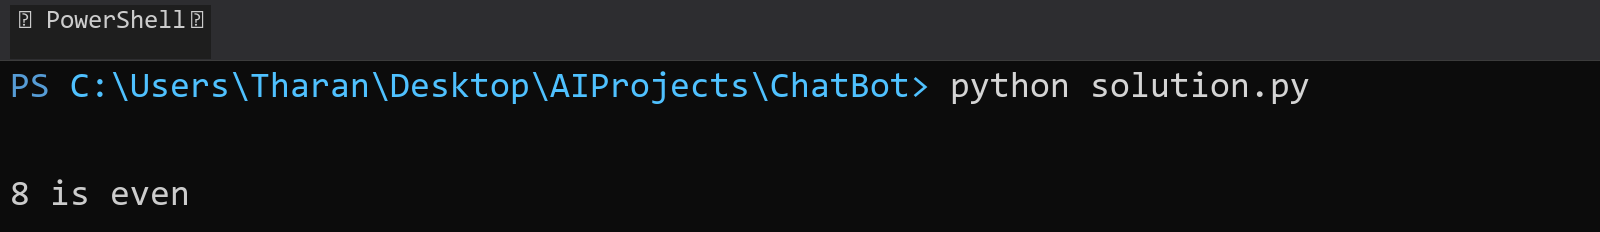 PowerShell
PS C:\Users\Tharan\Desktop\AIProjects\ChatBot> python solution.py
8 is even